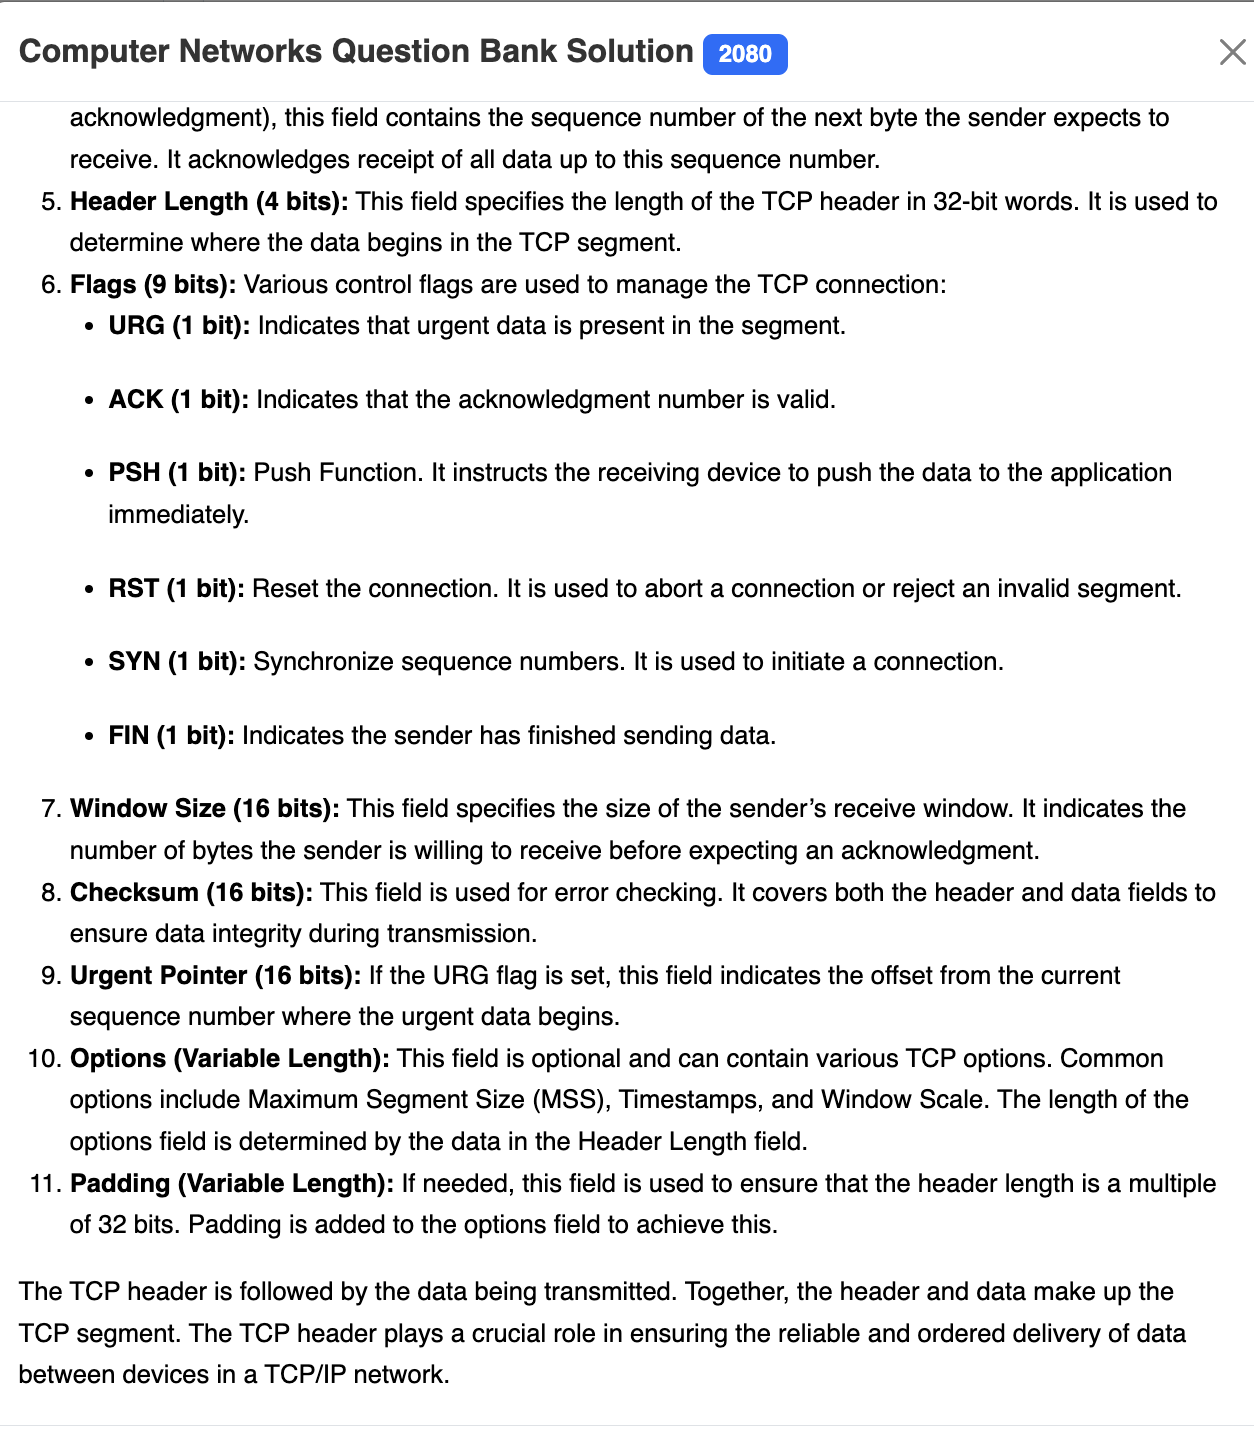 Computer Networks Question Bank Solution 2080
acknowledgment), this field contains the sequence number of the next byte the sender expects to
receive. It acknowledges receipt of all data up to this sequence number.
5. Header Length (4 bits): This field specifies the length of the TCP header in 32-bit words. It is used to
determine where the data begins in the TCP segment.
6. Flags (9 bits): Various control flags are used to manage the TCP connection:
• URG (1 bit): Indicates that urgent data is present in the segment.
• ACK (1 bit): Indicates that the acknowledgment number is valid.
• PSH (1 bit): Push Function. It instructs the receiving device to push the data to the application
immediately.
• RST (1 bit): Reset the connection. It is used to abort a connection or reject an invalid segment.
• SYN (1 bit): Synchronize sequence numbers. It is used to initiate a connection.
• FIN (1 bit): Indicates the sender has finished sending data.
7. Window Size (16 bits): This field specifies the size of the sender’s receive window. It indicates the
number of bytes the sender is willing to receive before expecting an acknowledgment.
8. Checksum (16 bits): This field is used for error checking. It covers both the header and data fields to
ensure data integrity during transmission.
9. Urgent Pointer (16 bits): If the URG flag is set, this field indicates the offset from the current
sequence number where the urgent data begins.
10. Options (Variable Length): This field is optional and can contain various TCP options. Common
options include Maximum Segment Size (MSS), Timestamps, and Window Scale. The length of the
options field is determined by the data in the Header Length field.
11. Padding (Variable Length): If needed, this field is used to ensure that the header length is a multiple
of 32 bits. Padding is added to the options field to achieve this.
The TCP header is followed by the data being transmitted. Together, the header and data make up the
TCP segment. The TCP header plays a crucial role in ensuring the reliable and ordered delivery of data
between devices in a TCP/IP network.